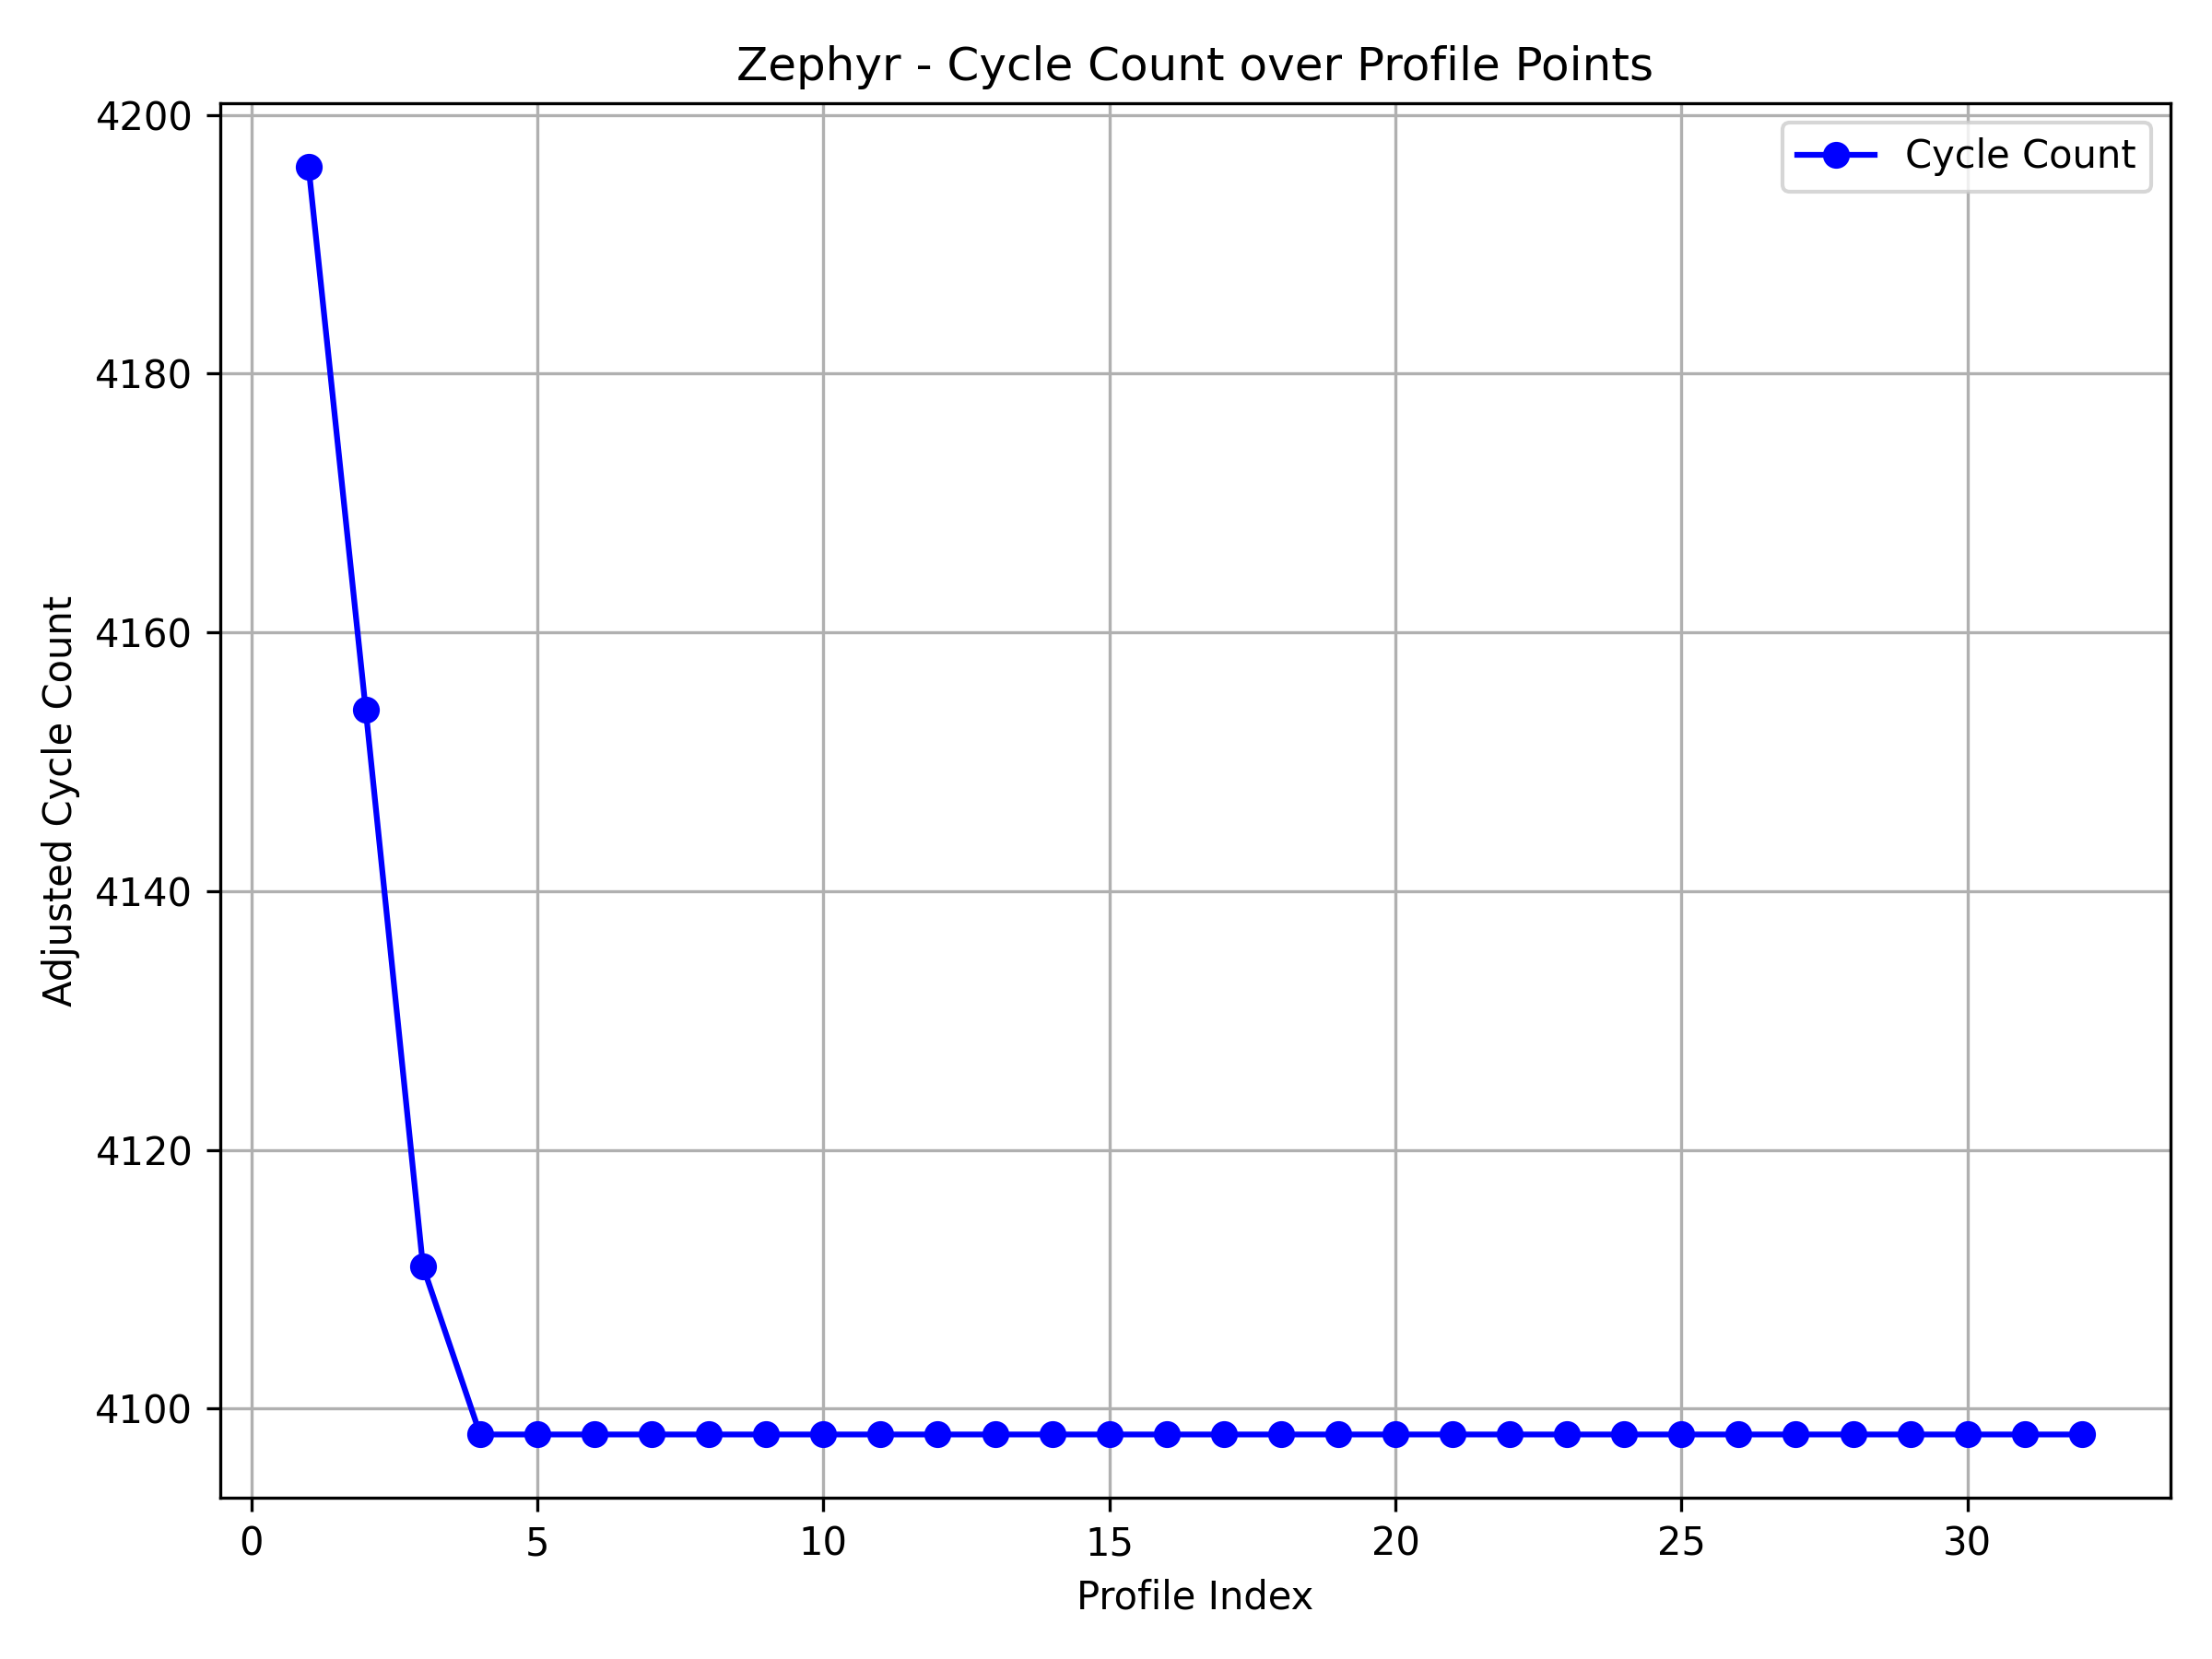 Zephyr - Cycle Count over Profile Points
Cycle Count
Adjusted Cycle Count
4200
4180
4160
4140
4120
4100
0 5 10 15 20 25 30
Profile Index